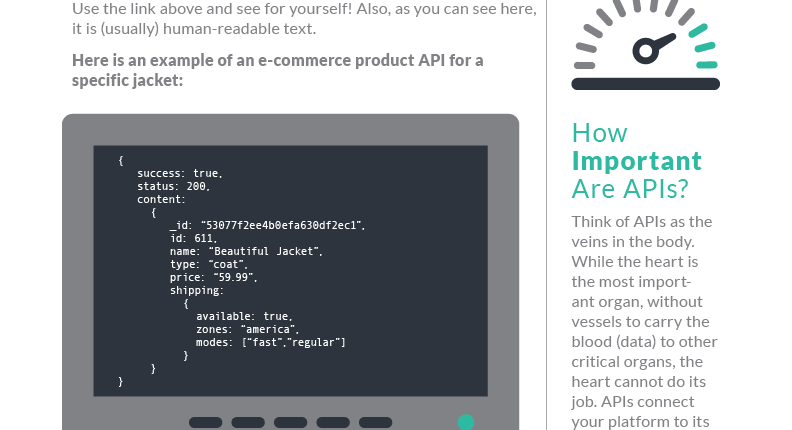 Use the link above and see for yourself! Also, as you can see here,
it is (usually) human-readable text.
Here is an example of an e-commerce product API for a
specific jacket:
{
success: true,
status: 200,
content:
{
_id: “53077f2ee4b0efa630df2ec1”,
id: 611,
name: “Beautiful Jacket”,
type: “coat”,
price: “59.99”,
shipping:
{
available: true,
zones: “america”,
modes: [“fast”,”regular”]
}
}
}
How
Important
Are APIs?
Think of APIs as the
veins in the body.
While the heart is
the most import-
ant organ, without
vessels to carry the
blood (data) to other
critical organs, the
heart cannot do its
job. APIs connect
your platform to its